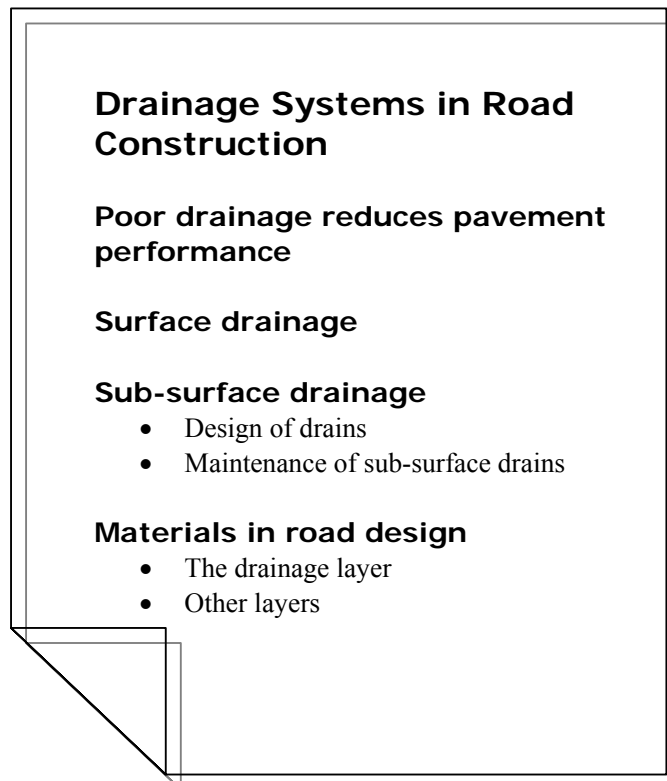 Drainage Systems in Road
Construction
Poor drainage reduces pavement
performance
Surface drainage
Sub-surface drainage
• Design of drains
• Maintenance of sub-surface drains
Materials in road design
• The drainage layer
• Other layers